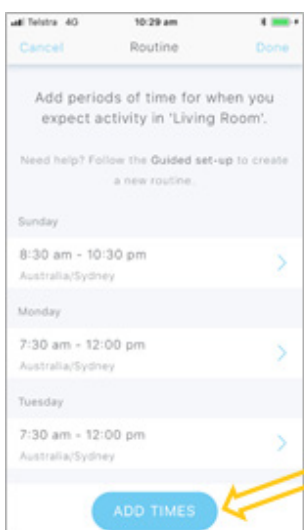 Telstra 4G 10:29 am
Cancel Routine Done
Add periods of time for when you
expect activity in 'Living Room'.
Need help? Follow the Guided set-up to create
a new routine.
Sunday
8:30 am - 10:30 pm
Australia/Sydney
Monday
7:30 am - 12:00 pm
Australia/Sydney
Tuesday
7:30 am - 12:00 pm
Australia/Sydney
ADD TIMES